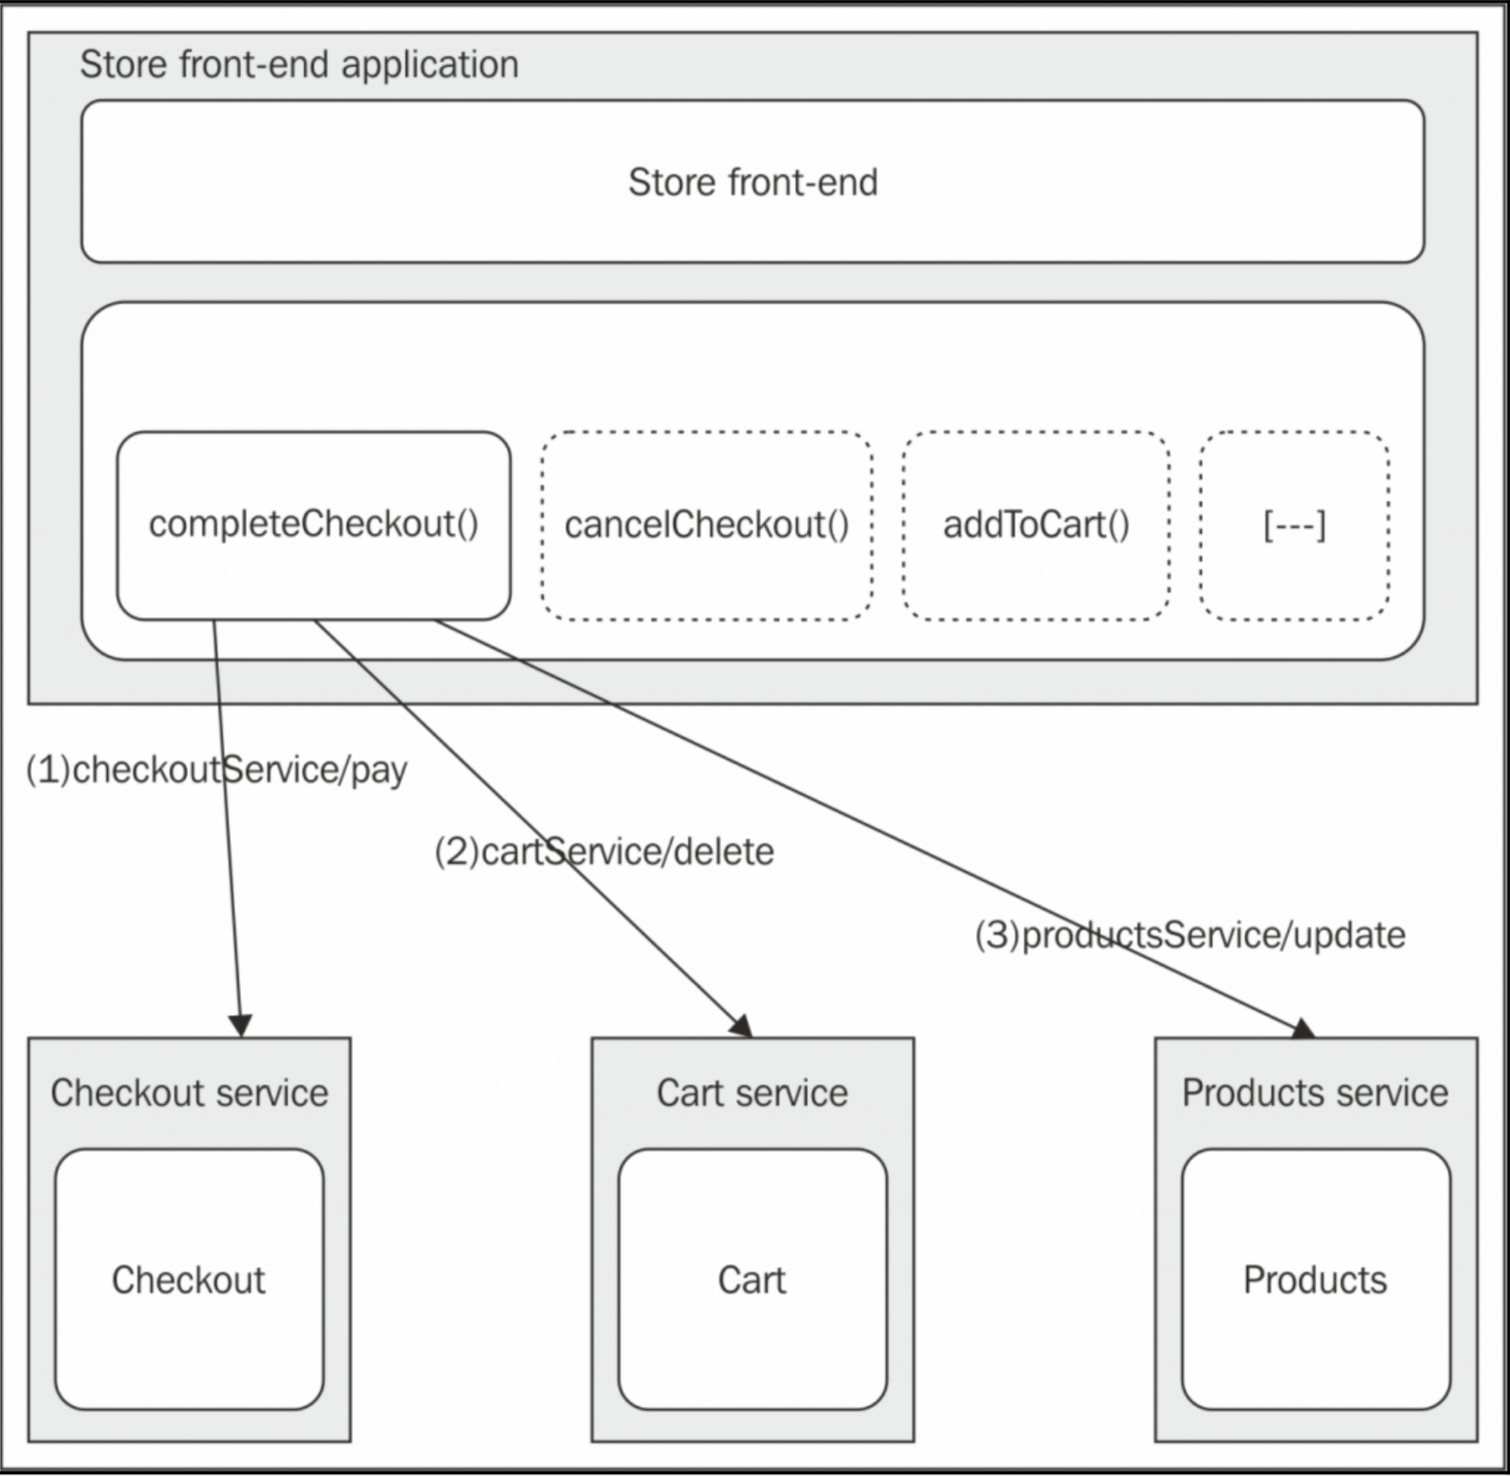 Store front-end application
Store front-end
completeCheckout()
cancelCheckout()
addToCart()
[---]
(1)checkoutService/pay
(2)cartService/delete
(3)productsService/update
Checkout service
Cart service
Products service
Checkout
Cart
Products